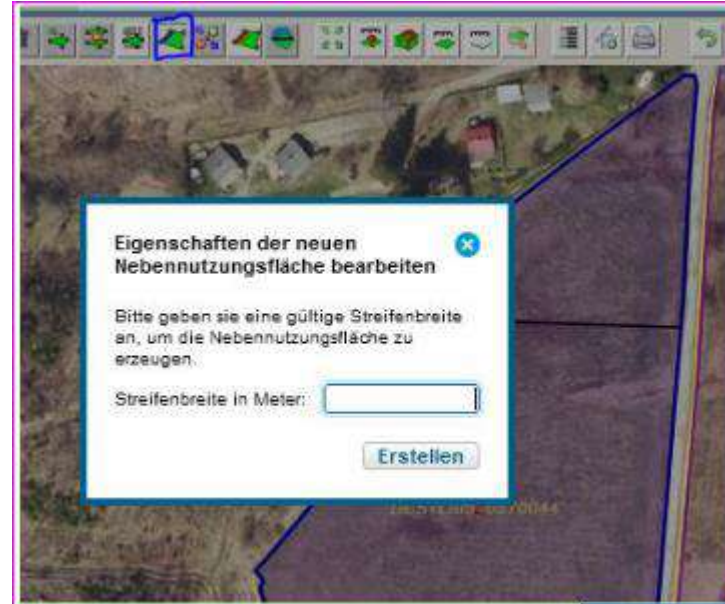 Eigenschaften der neuen
Nebennutzungsfläche bearbeiten
Bitte geben sie eine gültige Streifenbreite
an, um die Nebennutzungsfläche zu
erzeugen.
Streifenbreite in Meter:
Erstellen